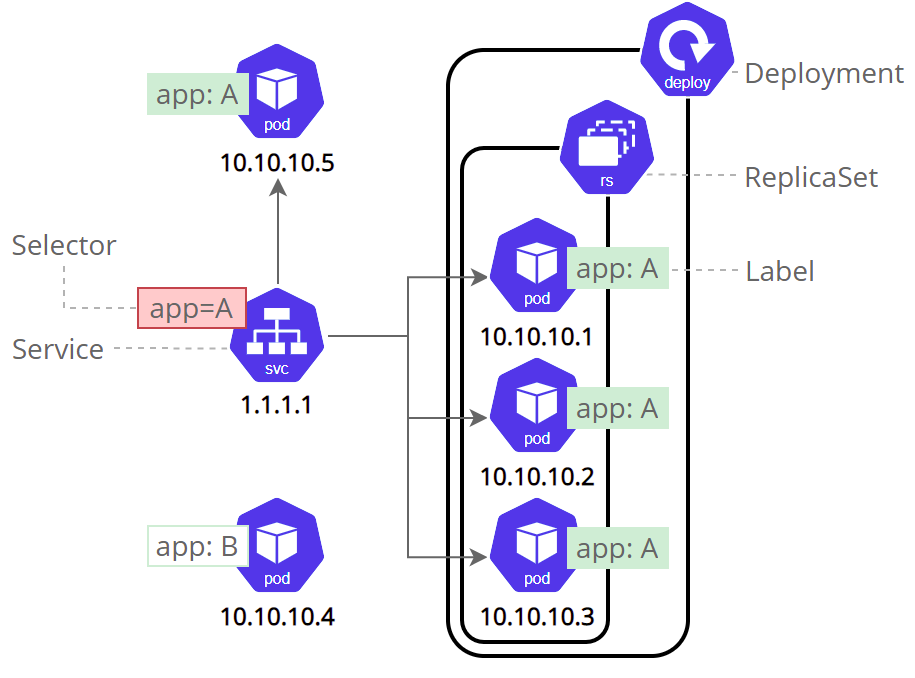 deploy
Deployment
app: A
pod
10.10.10.5
rs
ReplicaSet
Selector
app=A
Service
svc
1.1.1.1
pod
app: A
Label
10.10.10.1
pod
app: A
10.10.10.2
app: B
pod
10.10.10.4
pod
app: A
10.10.10.3